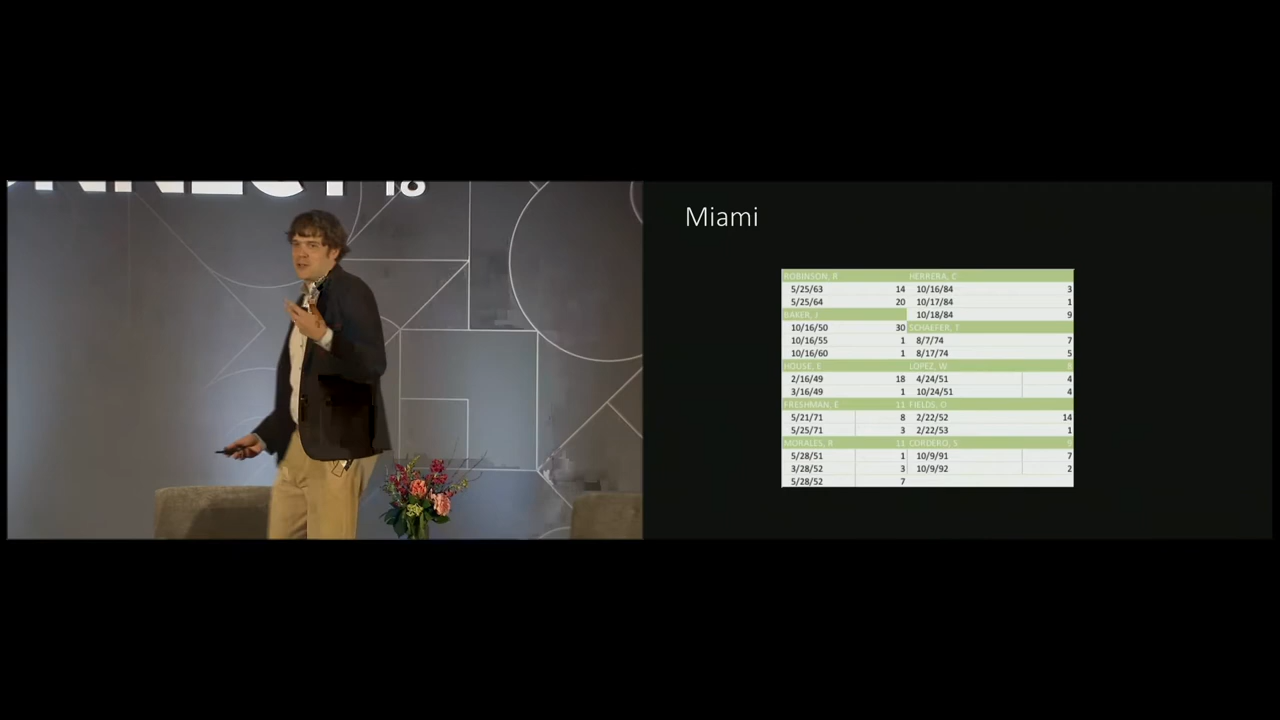 CONNECT 18
Miami
ROBINSON, R HERRERA, C
5/25/63 14 10/16/84 3
5/25/64 20 10/17/84 1
BAKER, J 10/18/84 9
10/16/50 30 SCHAEFER, T
10/16/55 1 8/7/74 7
10/16/60 1 8/17/74 5
HOUSE, E LOPEZ, W 8
2/16/49 18 4/24/51 4
3/16/49 1 10/24/51 4
FRESHMAN, E 11 FIELDS, O
5/21/71 8 2/22/52 14
5/25/71 3 2/22/53 1
MORALES, R 11 CORDERO, S 9
5/28/51 1 10/9/91 7
3/28/52 3 10/9/92 2
5/28/52 7